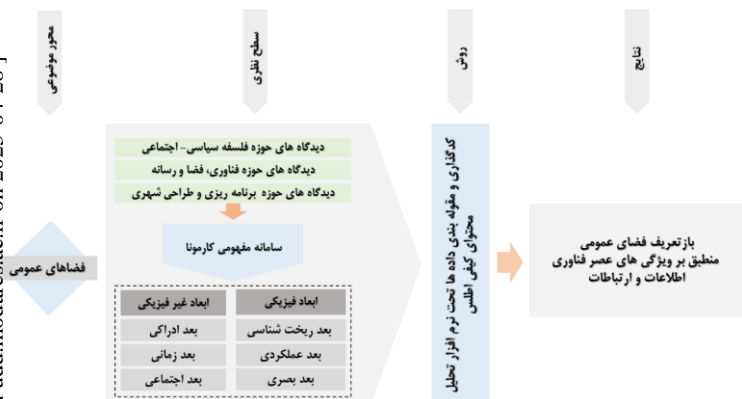 محور موضوعی
سطح نظری
روش
نتایج
فضاهای عمومی
دیدگاه های حوزه فلسفه سیاسی- اجتماعی
دیدگاه های حوزه فناوری، فضا و رسانه
دیدگاه های حوزه برنامه ریزی و طراحی شهری
سامانه مفهومی کارمونا
ابعاد فیزیکی
بعد ریخت شناسی
بعد عملکردی
بعد بصری
ابعاد غیر فیزیکی
بعد ادراکی
بعد زمانی
بعد اجتماعی
کدگذاری و مقوله بندی داده ها تحت نرم افزار تحلیل
محتوای کیفی اطلس
بازتعریف فضای عمومی
منطبق بر ویژگی های عصر فناوری
اطلاعات و ارتباطات